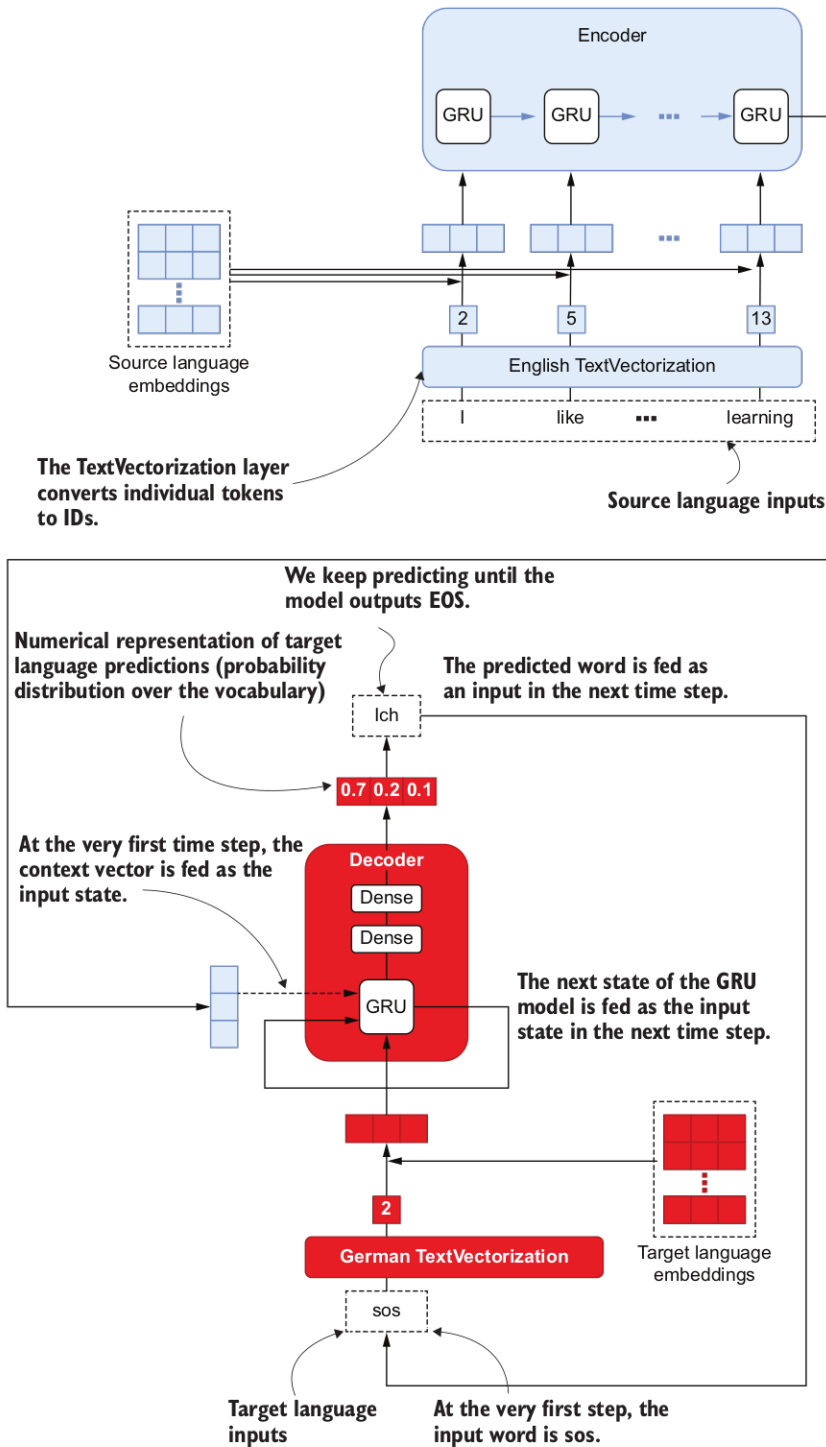 Encoder
GRU
GRU
GRU
2
5
13
Source language
embeddings
English TextVectorization
I
like
learning
The TextVectorization layer
converts individual tokens
to IDs.
Source language inputs
We keep predicting until the
model outputs EOS.
Numerical representation of target
language predictions (probability
distribution over the vocabulary)
The predicted word is fed as
an input in the next time step.
Ich
0.7 0.2 0.1
At the very first time step, the
context vector is fed as the
input state.
Decoder
Dense
Dense
GRU
The next state of the GRU
model is fed as the input
state in the next time step.
2
German TextVectorization
Target language
embeddings
sos
Target language
inputs
At the very first step, the
input word is sos.